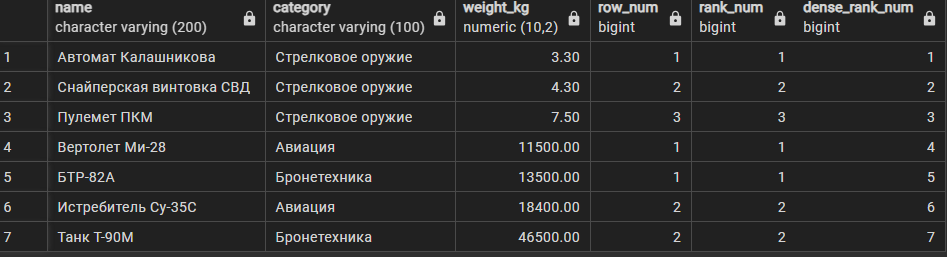 name category weight_kg row_num rank_num dense_rank_num
character varying (200) character varying (100) numeric (10,2) bigint bigint bigint
1 Автомат Калашникова Стрелковое оружие 3.30 1 1 1
2 Снайперская винтовка СВД Стрелковое оружие 4.30 2 2 2
3 Пулемет ПКМ Стрелковое оружие 7.50 3 3 3
4 Вертолет Ми-28 Авиация 11500.00 1 1 4
5 БТР-82А Бронетехника 13500.00 1 1 5
6 Истребитель Су-35С Авиация 18400.00 2 2 6
7 Танк Т-90М Бронетехника 46500.00 2 2 7